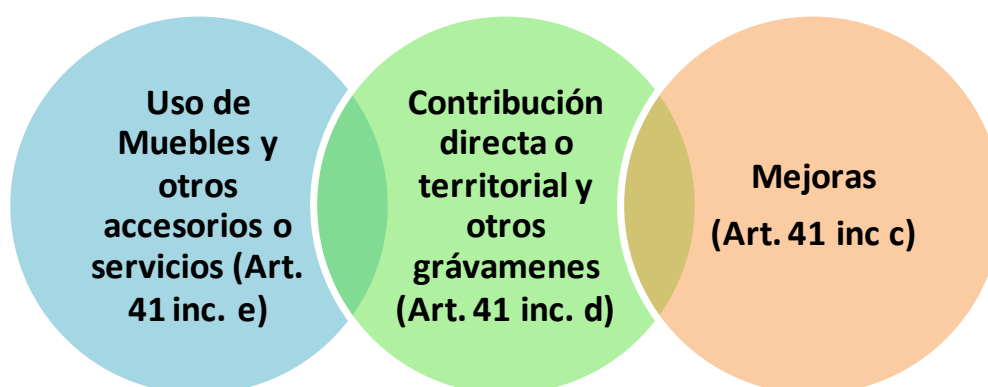 Uso de
Muebles y
otros
accesorios o
servicios (Art.
41 inc. e)
Contribución
directa o
territorial y
otros
grávamenes
(Art. 41 inc. d)
Mejoras
(Art. 41 inc c)